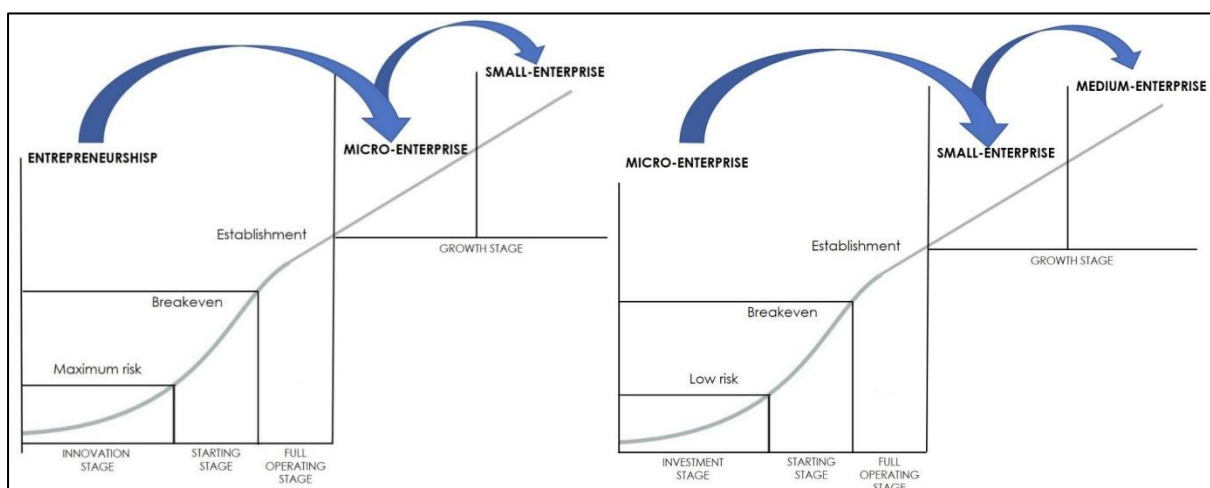 SMALL-ENTERPRISE
ENTREPRENEURSHISP
MICRO-ENTERPRISE
Establishment
GROWTH STAGE
Breakeven
Maximum risk
INNOVATION
STAGE
STARTING
STAGE
FULL
OPERATING
STAGE
MEDIUM-ENTERPRISE
MICRO-ENTERPRISE
SMALL-ENTERPRISE
Establishment
GROWTH STAGE
Breakeven
Low risk
INVESTMENT
STAGE
STARTING
STAGE
FULL
OPERATING
STAGE